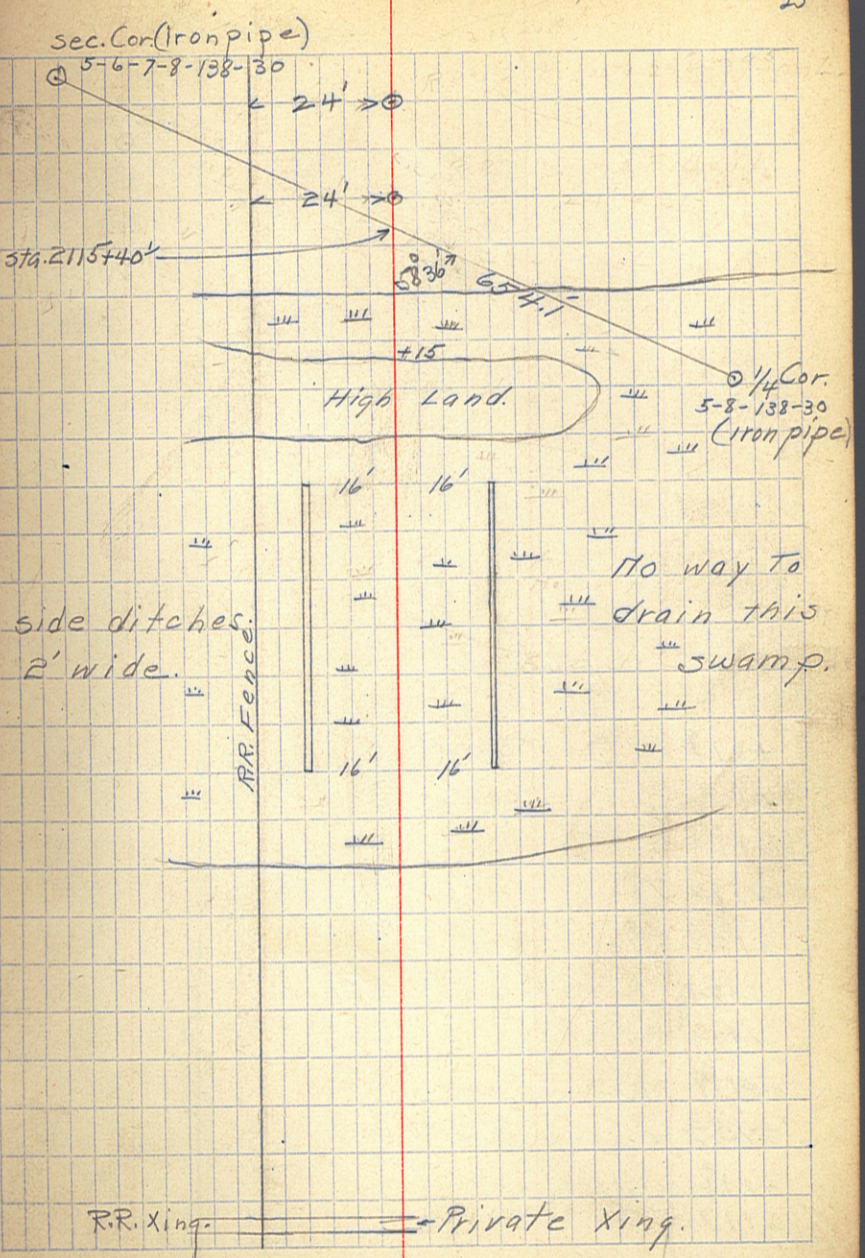 sec. Cor. (Iron pipe)
5-6-7-8-138-30
24'
24'
sta. 2115+40
58° 36'
654.1'
+15
High Land.
1/4 Cor.
5-8-138-30
(Iron pipe)
16' 16'
No way To
drain this
swamp.
side ditches
2' wide.
R.R. Fence.
16' 16'
R.R. Xing.
Private Xing.